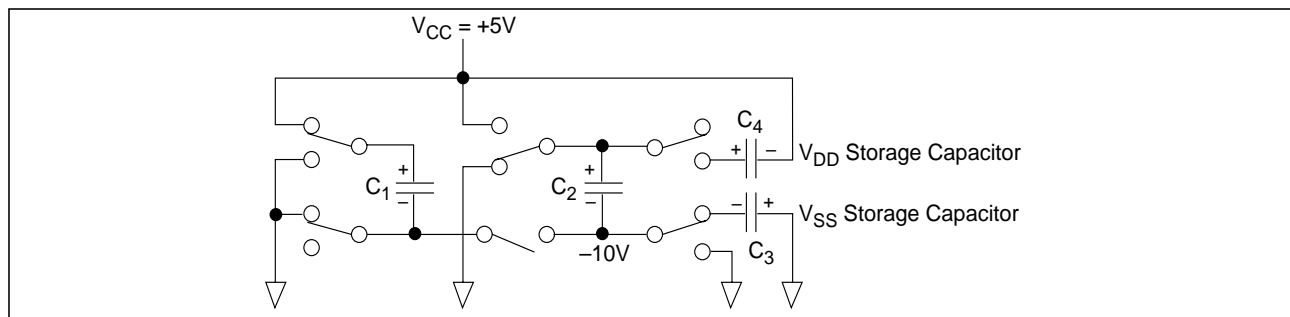 V_CC = +5V
C_4
+ –
V_DD Storage Capacitor
+
C_1
–
+
C_2
–
– +
V_SS Storage Capacitor
–10V
C_3